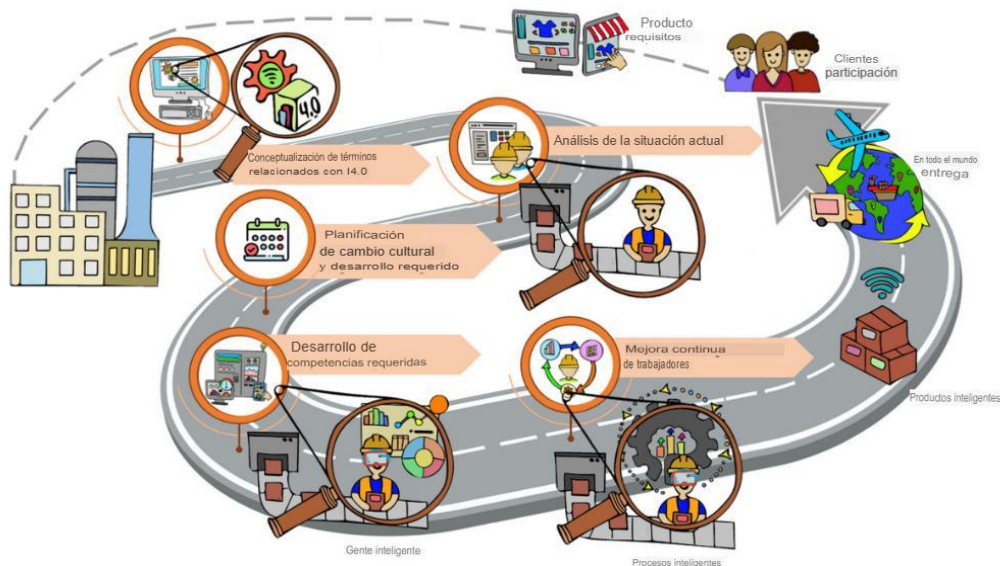 Producto
requisitos
Clientes
participación
4.0
Conceptualización de términos
relacionados con I4.0
Análisis de la situación actual
En todo el mundo
entrega
Planificación
de cambio cultural
y desarrollo requerido
Desarrollo de
competencias requeridas
Mejora continua
de trabajadores
Productos inteligentes
Gente inteligente
Procesos inteligentes